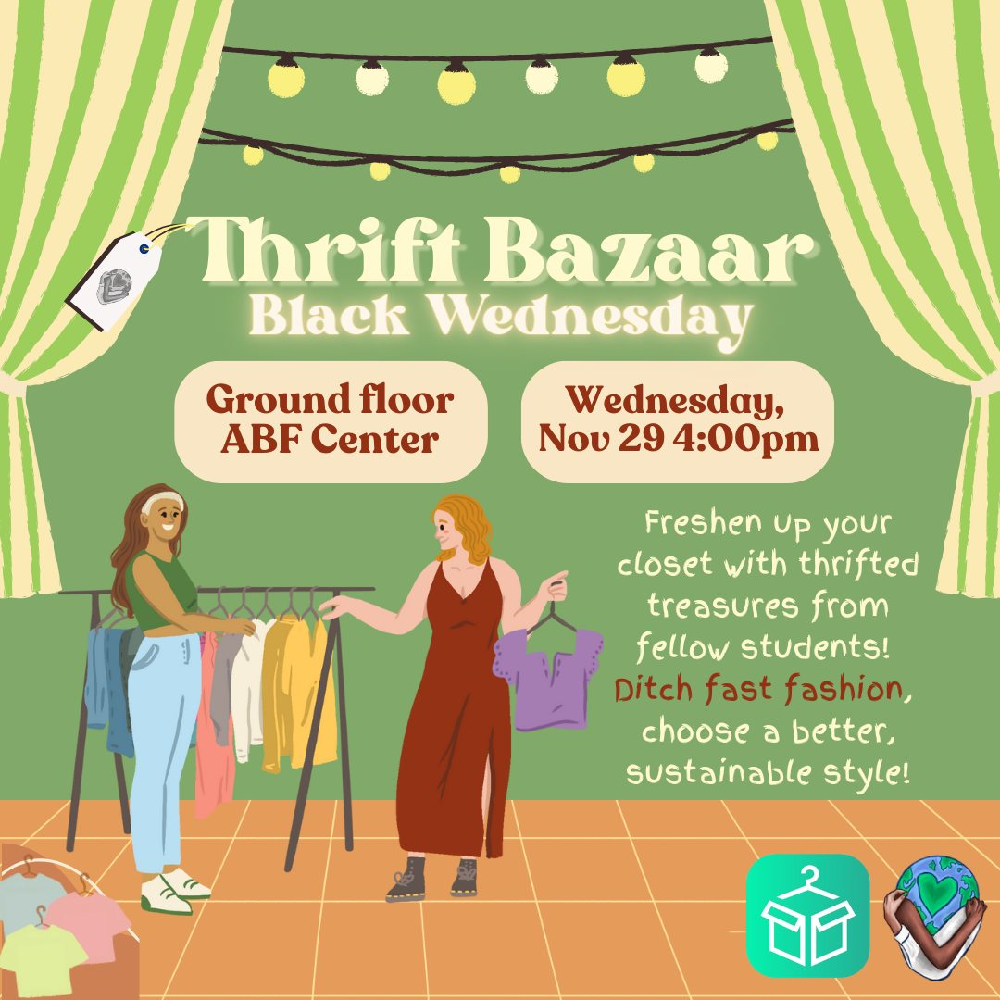 Thrift Bazaar
Black Wednesday
Ground floor
ABF Center
Wednesday,
Nov 29 4:00pm
Freshen up your
closet with thrifted
treasures from
fellow students!
Ditch fast fashion,
choose a better,
sustainable style!